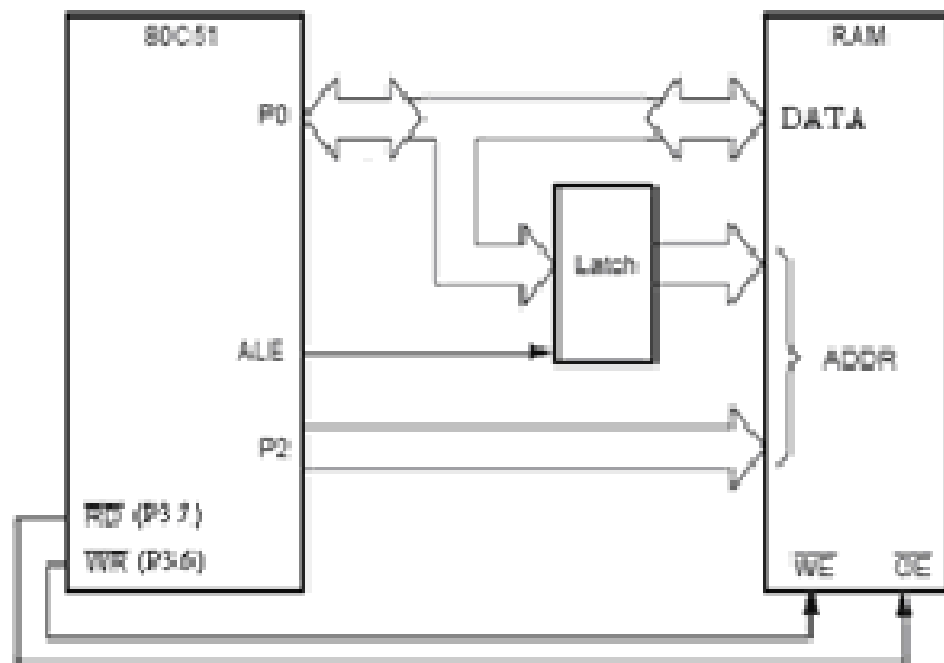 80C51
RAM
P0
DATA
Latch
ALE
ADDR
P2
RD (P3.7)
WR (P3.6)
WE
OE